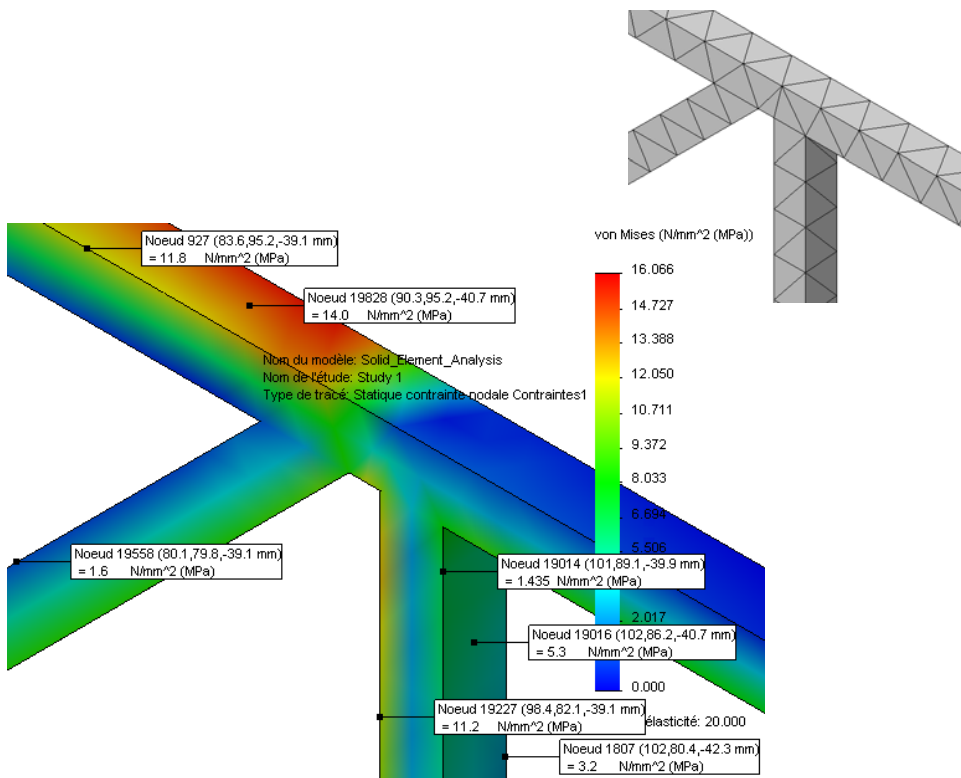 von Mises (N/mm^2 (MPa))
Noeud 927 (83.6,95.2,-39.1 mm)
= 11.8 N/mm^2 (MPa)
Noeud 19828 (90.3,95.2,-40.7 mm)
= 14.0 N/mm^2 (MPa)
Nom du modèle: Solid_Element_Analysis
Nom de l'étude: Study 1
Type de tracé: Statique contrainte nodale Contraintes1
16.066
14.727
13.388
12.050
10.711
9.372
8.033
6.694
5.506
2.017
0.000
Noeud 19558 (80.1,79.8,-39.1 mm)
= 1.6 N/mm^2 (MPa)
Noeud 19014 (101,89.1,-39.9 mm)
= 1.435 N/mm^2 (MPa)
Noeud 19016 (102,86.2,-40.7 mm)
= 5.3 N/mm^2 (MPa)
Noeud 19227 (98.4,82.1,-39.1 mm)
= 11.2 N/mm^2 (MPa)
élasticité: 20.000
Noeud 1807 (102,80.4,-42.3 mm)
= 3.2 N/mm^2 (MPa)